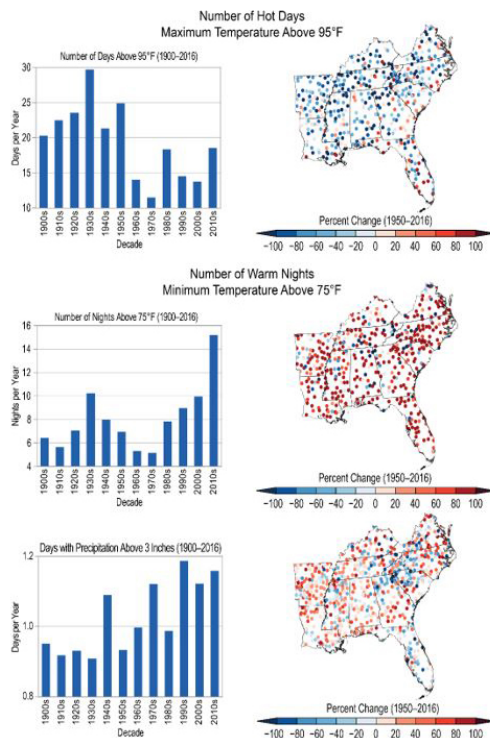 Number of Hot Days
Maximum Temperature Above 95°F
Number of Days Above 95°F (1900–2016)
30
25
20
15
10
Days per Year
1900s
1910s
1920s
1930s
1940s
1950s
1960s
1970s
1980s
1990s
2000s
2010s
Decade
Percent Change (1950–2016)
−100 −80 −60 −40 −20 0 20 40 60 80 100
Number of Warm Nights
Minimum Temperature Above 75°F
Number of Nights Above 75°F (1900–2016)
16
14
12
10
8
6
4
Nights per Year
1900s
1910s
1920s
1930s
1940s
1950s
1960s
1970s
1980s
1990s
2000s
2010s
Decade
Percent Change (1950–2016)
−100 −80 −60 −40 −20 0 20 40 60 80 100
Days with Precipitation Above 3 Inches (1900–2016)
1.2
1.0
0.8
Days per Year
1900s
1910s
1920s
1930s
1940s
1950s
1960s
1970s
1980s
1990s
2000s
2010s
Decade
Percent Change (1950–2016)
−100 −80 −60 −40 −20 0 20 40 60 80 100